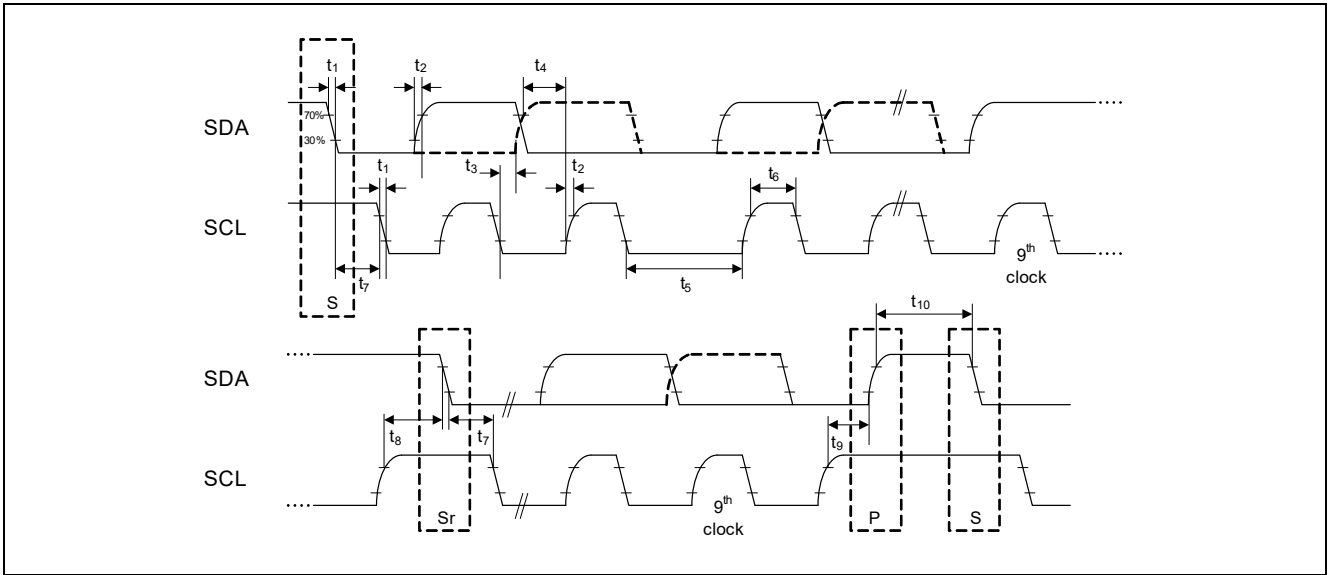 t1 t2 t4
70%
SDA
30%
t1 t3 t2 t6
SCL
9th
clock
t7 t5
S
t10
SDA
t8 t7 t9
SCL
9th
clock
Sr P S